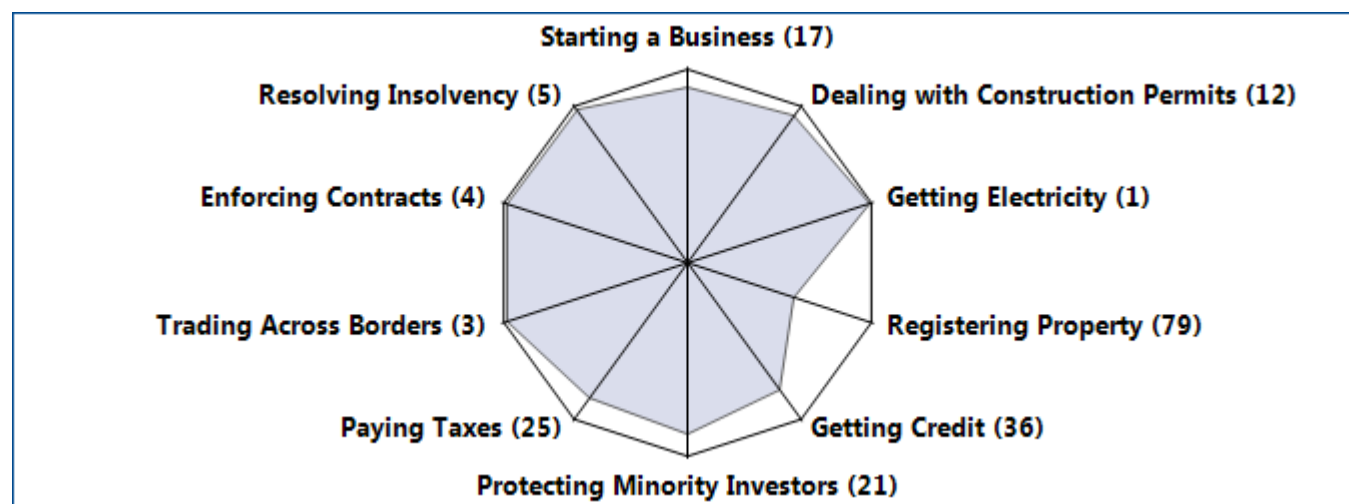 Starting a Business (17)
Resolving Insolvency (5)
Dealing with Construction Permits (12)
Enforcing Contracts (4)
Getting Electricity (1)
Trading Across Borders (3)
Registering Property (79)
Paying Taxes (25)
Getting Credit (36)
Protecting Minority Investors (21)